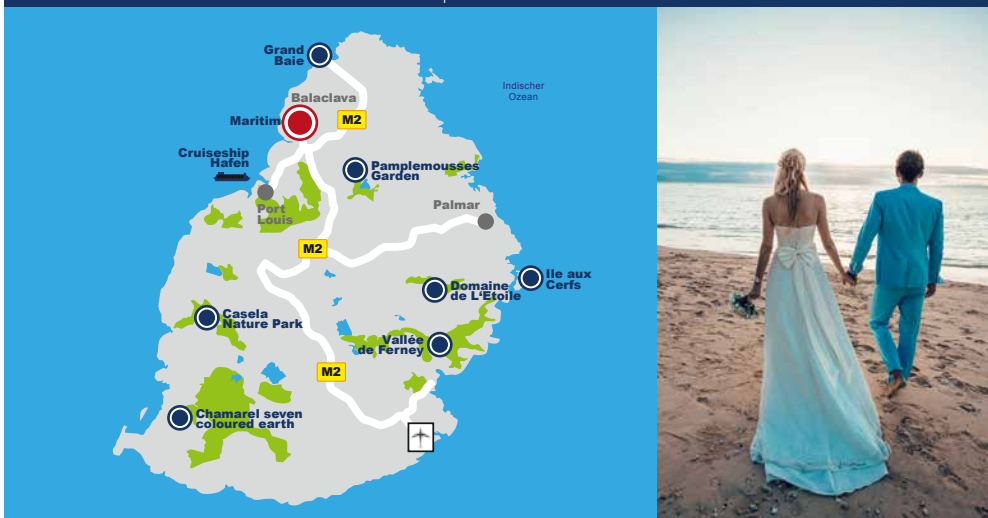 Grand
Baie
Balaclava
Maritim
M2
Indischer
Ozean
Cruiseship
Hafen
Pamplemousses
Garden
Port
Louis
Palmar
M2
Ile aux
Cerfs
Domaine
de L'Etoile
Casela
Nature Park
Vallée
de Ferney
M2
Chamarel seven
coloured earth